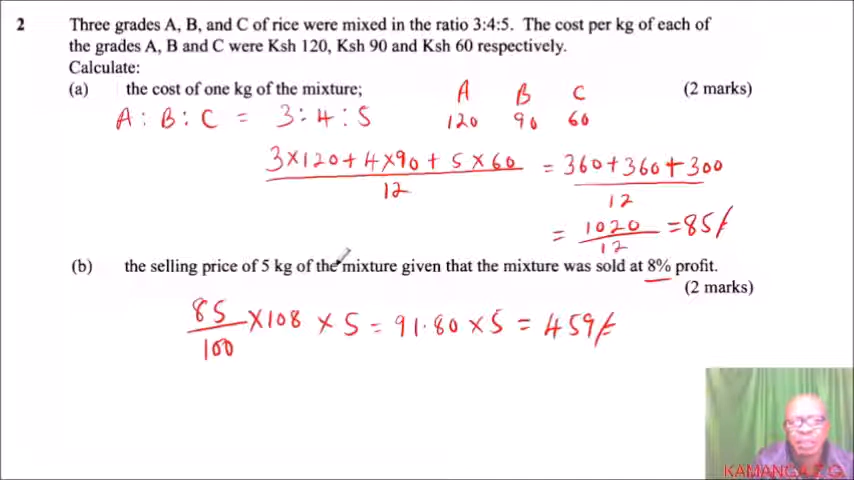 2 Three grades A, B, and C of rice were mixed in the ratio 3:4:5. The cost per kg of each of
the grades A, B and C were Ksh 120, Ksh 90 and Ksh 60 respectively.
Calculate:
(a) the cost of one kg of the mixture; (2 marks)
A B C
A : B : C = 3 : 4 : 5 120 90 60
3×120+4×90+5×60 = 360+360+300
12 12
= 1020 = 85/
12
(b) the selling price of 5 kg of the mixture given that the mixture was sold at 8% profit.
(2 marks)
85 ×108 × 5 = 91.80 × 5 = 459/=
100
KAMANGAZ G